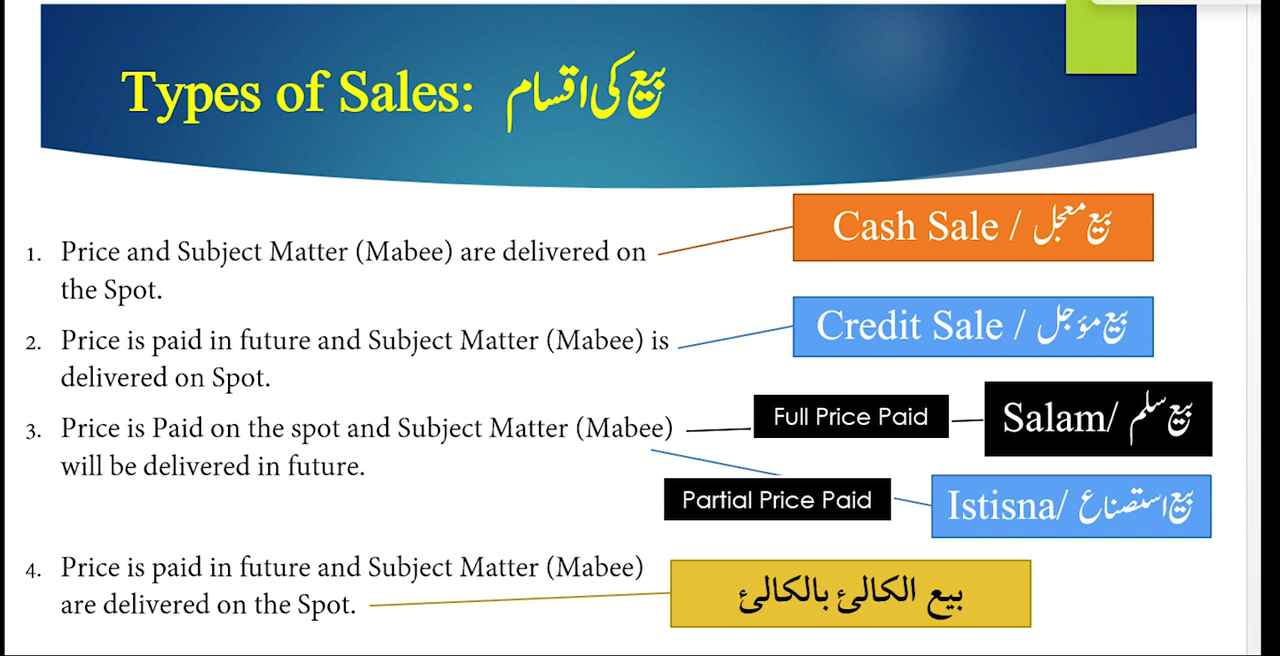 Types of Sales: بیع کی اقسام
Cash Sale / بیع معجل
1. Price and Subject Matter (Mabee) are delivered on
the Spot.
Credit Sale / بیع مؤجل
2. Price is paid in future and Subject Matter (Mabee) is
delivered on Spot.
3. Price is Paid on the spot and Subject Matter (Mabee)
will be delivered in future.
Full Price Paid
Salam/ بیع سلم
Partial Price Paid
Istisna/ بیع استصناع
4. Price is paid in future and Subject Matter (Mabee)
are delivered on the Spot.
بیع الکالئ بالکالئ